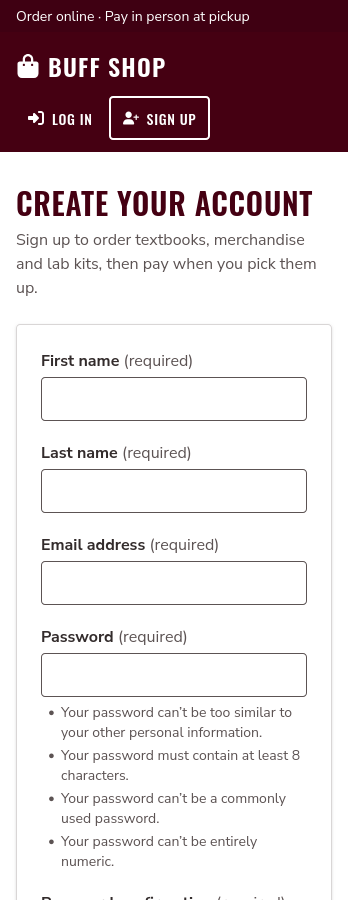 Order online · Pay in person at pickup
BUFF SHOP
LOG IN
SIGN UP
CREATE YOUR ACCOUNT
Sign up to order textbooks, merchandise
and lab kits, then pay when you pick them
up.
First name (required)
Last name (required)
Email address (required)
Password (required)
• Your password can’t be too similar to
your other personal information.
• Your password must contain at least 8
characters.
• Your password can’t be a commonly
used password.
• Your password can’t be entirely
numeric.